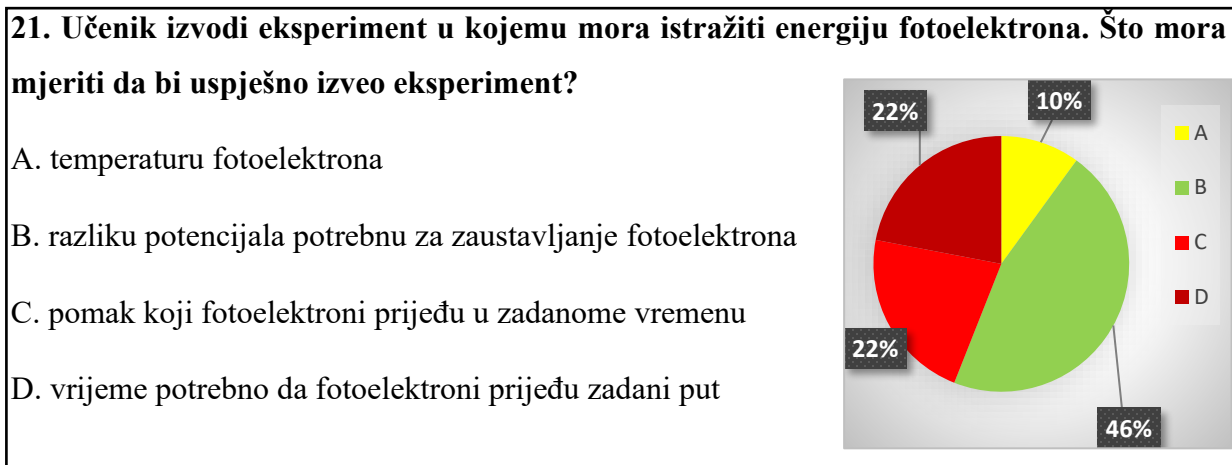 21. Učenik izvodi eksperiment u kojemu mora istražiti energiju fotoelektrona. Što mora
mjeriti da bi uspješno izveo eksperiment?
A. temperaturu fotoelektrona
B. razliku potencijala potrebnu za zaustavljanje fotoelektrona
C. pomak koji fotoelektroni prijeđu u zadanome vremenu
D. vrijeme potrebno da fotoelektroni prijeđu zadani put
22%
10%
22%
46%
A
B
C
D